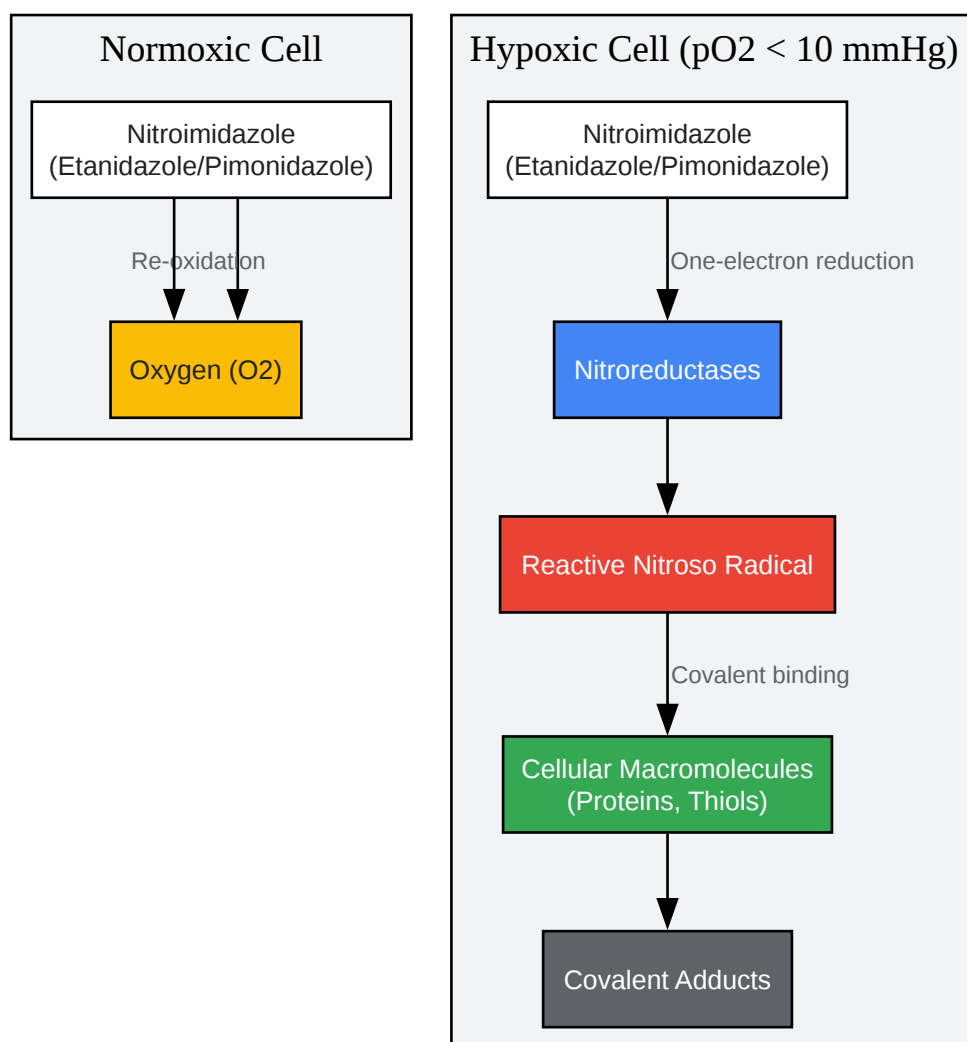 Normoxic Cell
Nitroimidazole
(Etanidazole/Pimonidazole)
Re-oxidation
Oxygen (O2)
Hypoxic Cell (pO2 < 10 mmHg)
Nitroimidazole
(Etanidazole/Pimonidazole)
One-electron reduction
Nitroreductases
Reactive Nitroso Radical
Covalent binding
Cellular Macromolecules
(Proteins, Thiols)
Covalent Adducts